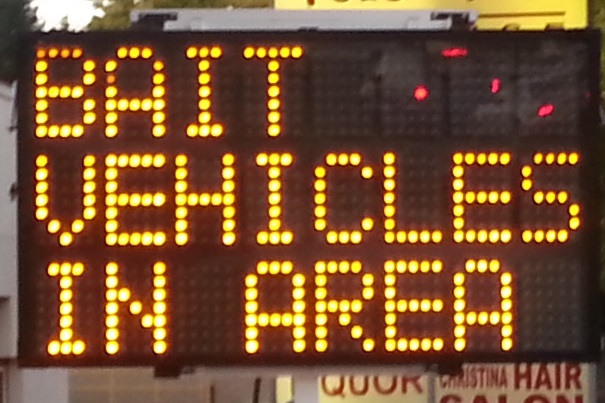 BAIT
VEHICLES
IN AREA
QUOR
CHRISTINA HAIR
SALON